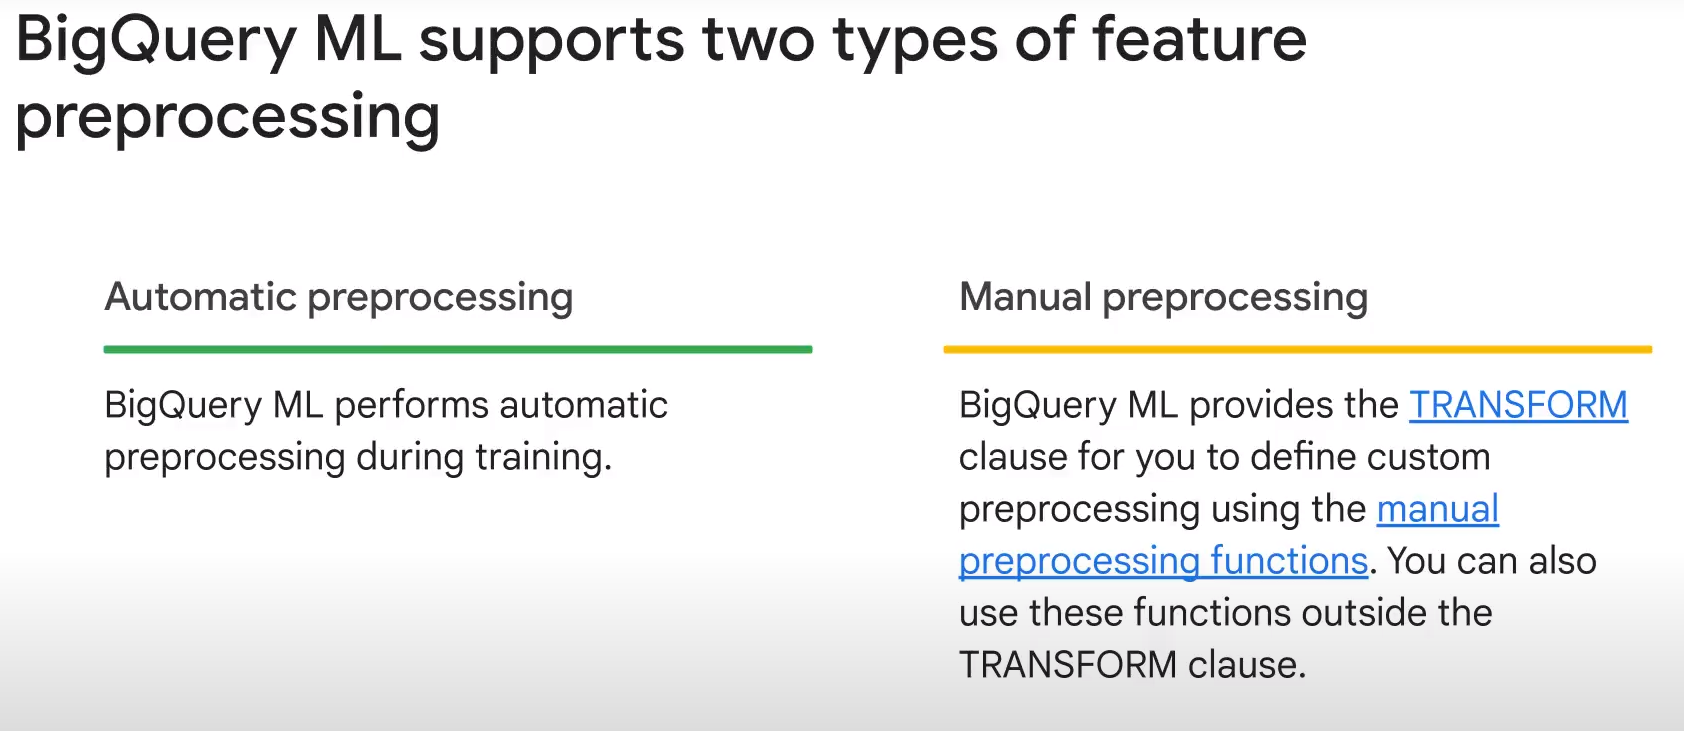 BigQuery ML supports two types of feature
preprocessing
Automatic preprocessing
BigQuery ML performs automatic
preprocessing during training.
Manual preprocessing
BigQuery ML provides the TRANSFORM
clause for you to define custom
preprocessing using the manual
preprocessing functions. You can also
use these functions outside the
TRANSFORM clause.